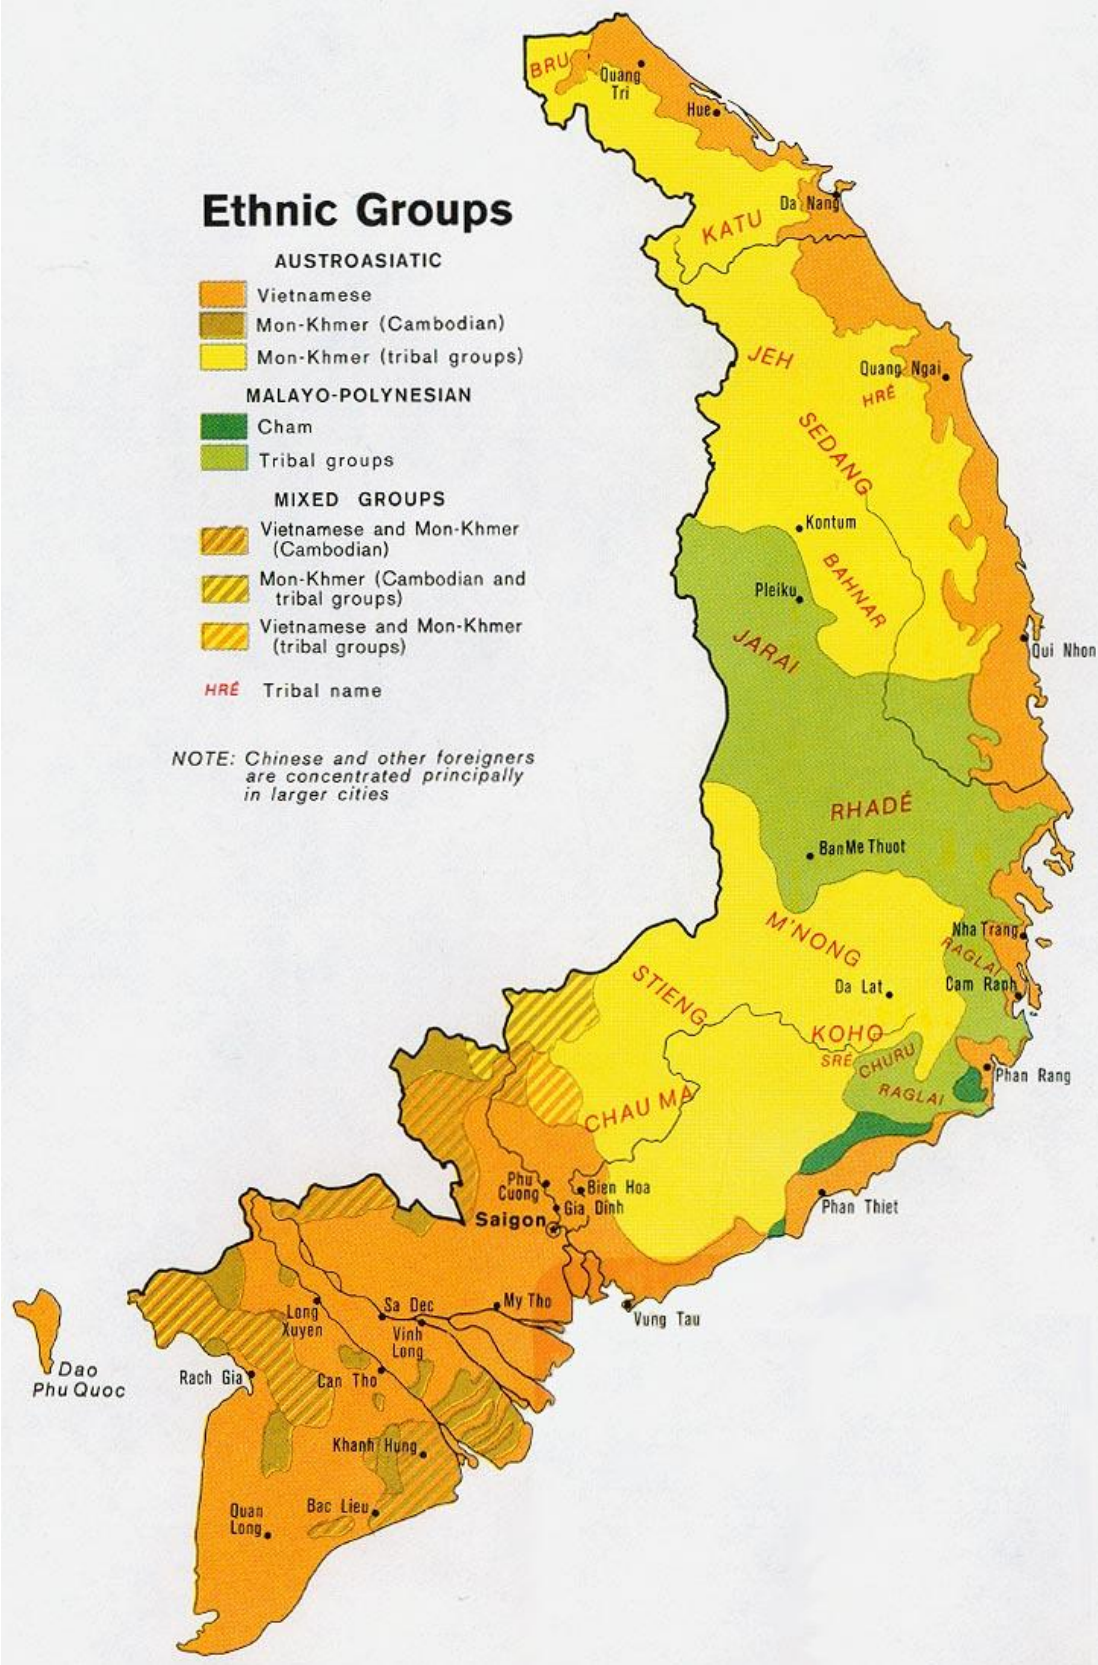 Ethnic Groups
AUSTROASIATIC
Vietnamese
Mon-Khmer (Cambodian)
Mon-Khmer (tribal groups)
MALAYO-POLYNESIAN
Cham
Tribal groups
MIXED GROUPS
Vietnamese and Mon-Khmer
(Cambodian)
Mon-Khmer (Cambodian and
tribal groups)
Vietnamese and Mon-Khmer
(tribal groups)
HRÉ Tribal name
NOTE: Chinese and other foreigners
are concentrated principally
in larger cities
BRU
Quang
Tri
Hue
Da Nang
KATU
JEH
Quang Ngai
HRÉ
SEDANG
Kontum
BAHNAR
Pleiku
JARAI
Qui Nhon
RHADÉ
BanMe Thuot
M'NONG
Nha Trang
RAGLAI
STIENG
Da Lat
Cam Ranh
KOHO
SRÉ
CHURU
Phan Rang
RAGLAI
CHAU MA
Phu
Cuong
Bien Hoa
Gia Dinh
Saigon
Phan Thiet
Vung Tau
My Tho
Sa Dec
Long
Xuyen
Vinh
Long
Dao
Phu Quoc
Rach Gia
Can Tho
Khanh Hung
Quan
Long
Bac Lieu